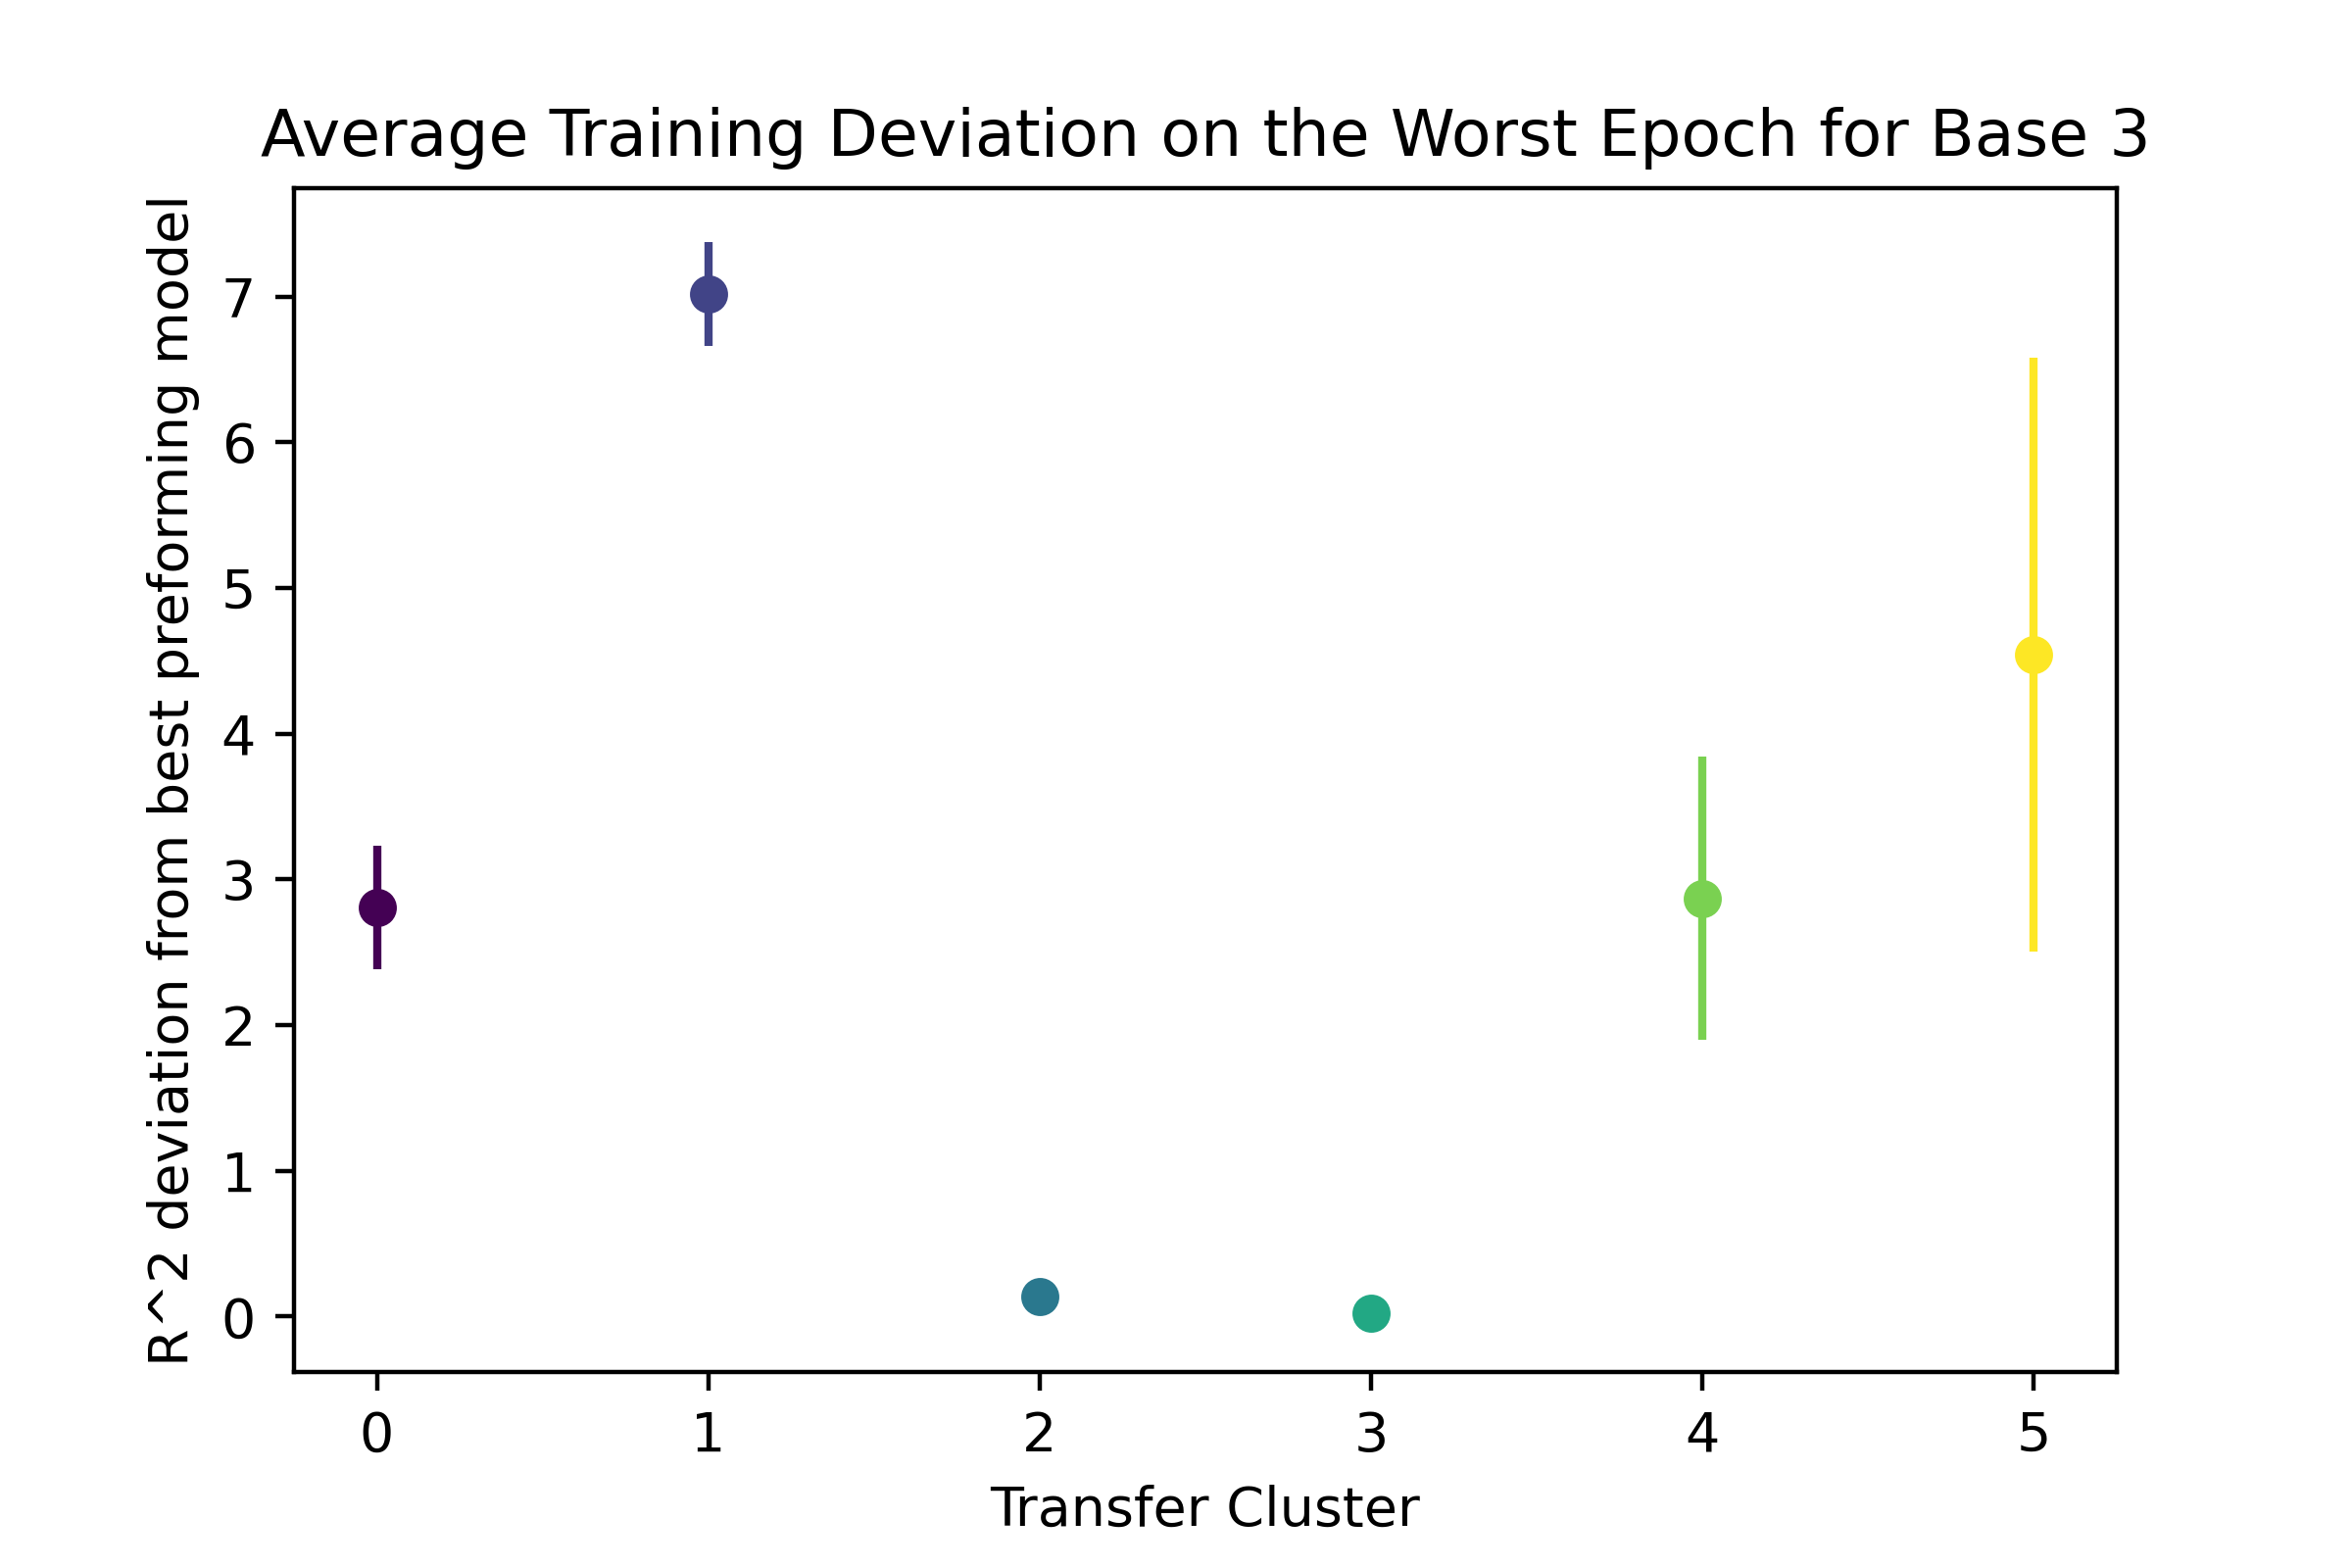 Average Training Deviation on the Worst Epoch for Base 3
R^2 deviation from best preforming model
7
6
5
4
3
2
1
0
0 1 2 3 4 5
Transfer Cluster